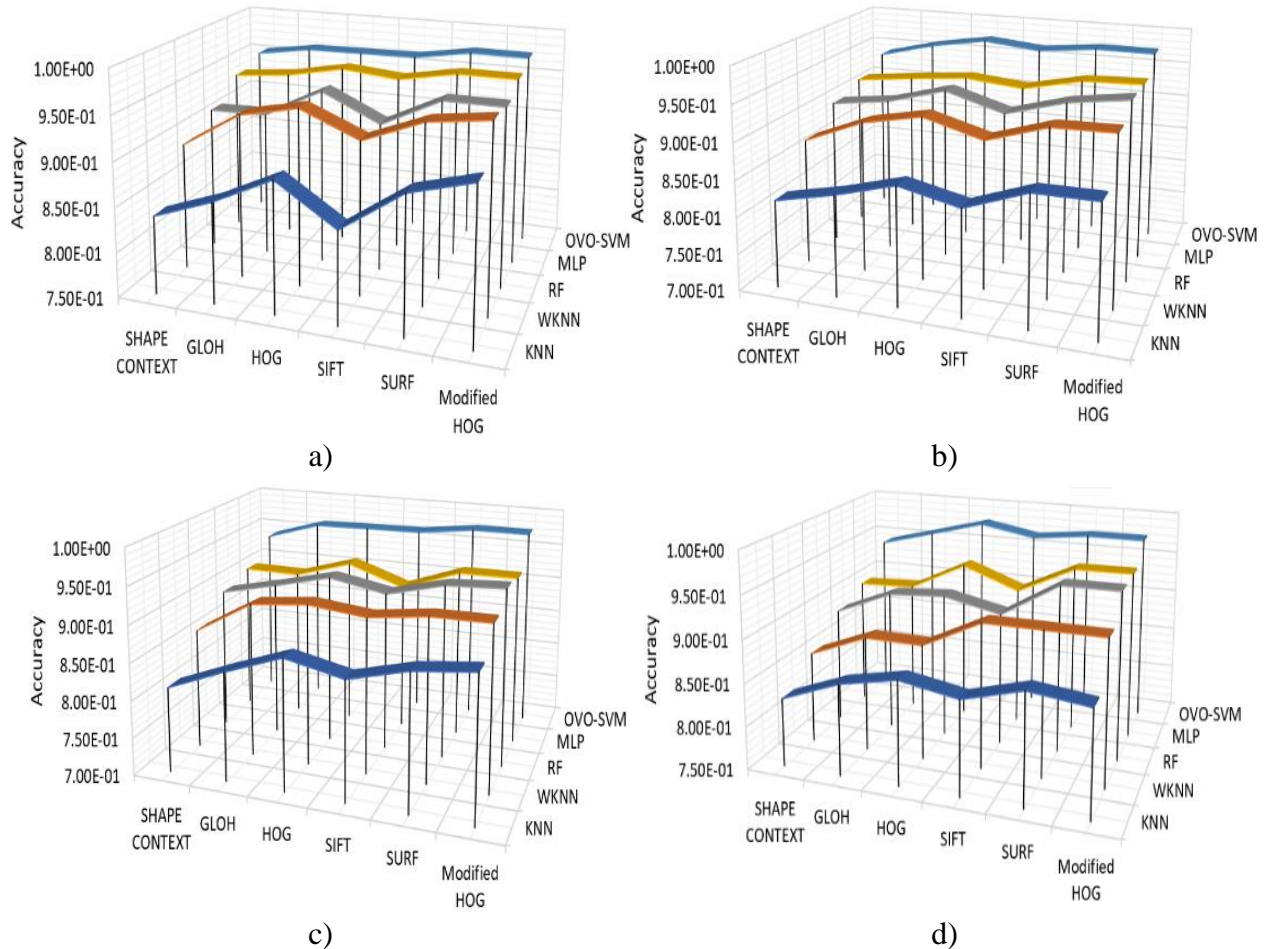 1.00E+00
9.50E-01
9.00E-01
8.50E-01
8.00E-01
7.50E-01
Accuracy
SHAPE
CONTEXT
GLOH
HOG
SIFT
SURF
Modified
HOG
OVO-SVM
MLP
RF
WKNN
KNN
a)
1.00E+00
9.50E-01
9.00E-01
8.50E-01
8.00E-01
7.50E-01
7.00E-01
Accuracy
SHAPE
CONTEXT
GLOH
HOG
SIFT
SURF
Modified
HOG
OVO-SVM
MLP
RF
WKNN
KNN
b)
1.00E+00
9.50E-01
9.00E-01
8.50E-01
8.00E-01
7.50E-01
7.00E-01
Accuracy
SHAPE
CONTEXT
GLOH
HOG
SIFT
SURF
Modified
HOG
OVO-SVM
MLP
RF
WKNN
KNN
c)
1.00E+00
9.50E-01
9.00E-01
8.50E-01
8.00E-01
7.50E-01
Accuracy
SHAPE
CONTEXT
GLOH
HOG
SIFT
SURF
Modified
HOG
OVO-SVM
MLP
RF
WKNN
KNN
d)